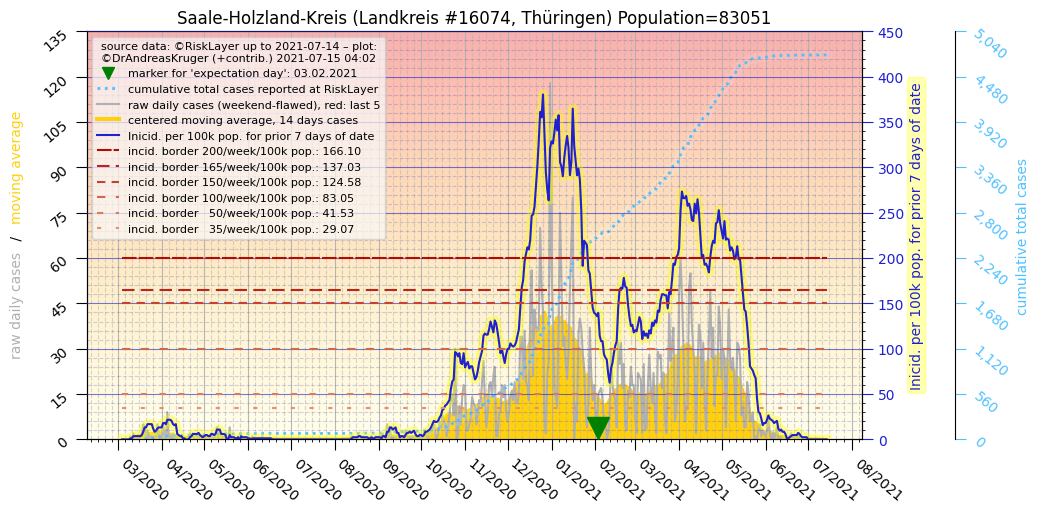 Saale-Holzland-Kreis (Landkreis #16074, Thüringen) Population=83051
source data: ©RiskLayer up to 2021-07-14 – plot:
©DrAndreasKruger (+contrib.) 2021-07-15 04:02
marker for 'expectation day': 03.02.2021
cumulative total cases reported at RiskLayer
raw daily cases (weekend-flawed), red: last 5
centered moving average, 14 days cases
Inicid. per 100k pop. for prior 7 days of date
incid. border 200/week/100k pop.: 166.10
incid. border 165/week/100k pop.: 137.03
incid. border 150/week/100k pop.: 124.58
incid. border 100/week/100k pop.: 83.05
incid. border 50/week/100k pop.: 41.53
incid. border 35/week/100k pop.: 29.07
raw daily cases / moving average
135
120
105
90
75
60
45
30
15
0
450
400
350
300
250
200
150
100
50
0
Inicid. per 100k pop. for prior 7 days of date
5,040
4,480
3,920
3,360
2,800
2,240
1,680
1,120
560
0
cumulative total cases
03/2020
04/2020
05/2020
06/2020
07/2020
08/2020
09/2020
10/2020
11/2020
12/2020
01/2021
02/2021
03/2021
04/2021
05/2021
06/2021
07/2021
08/2021